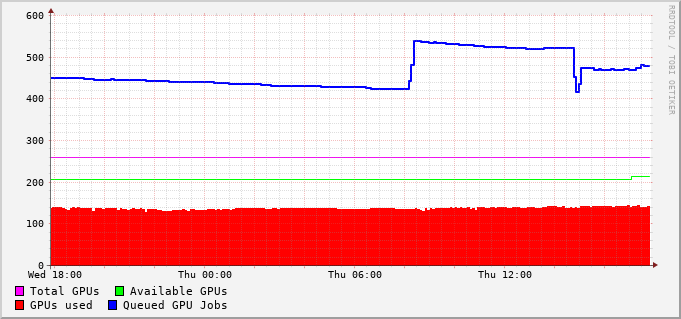 600
500
400
300
200
100
0
Wed 18:00 Thu 00:00 Thu 06:00 Thu 12:00
Total GPUs Available GPUs
GPUs used Queued GPU Jobs
RRDTOOL / TOBI OETIKER